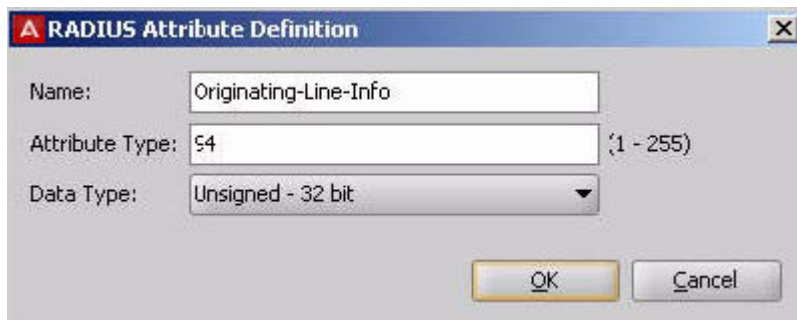 RADIUS Attribute Definition
Name: Originating-Line-Info
Attribute Type: 94 (1 - 255)
Data Type: Unsigned - 32 bit
OK Cancel